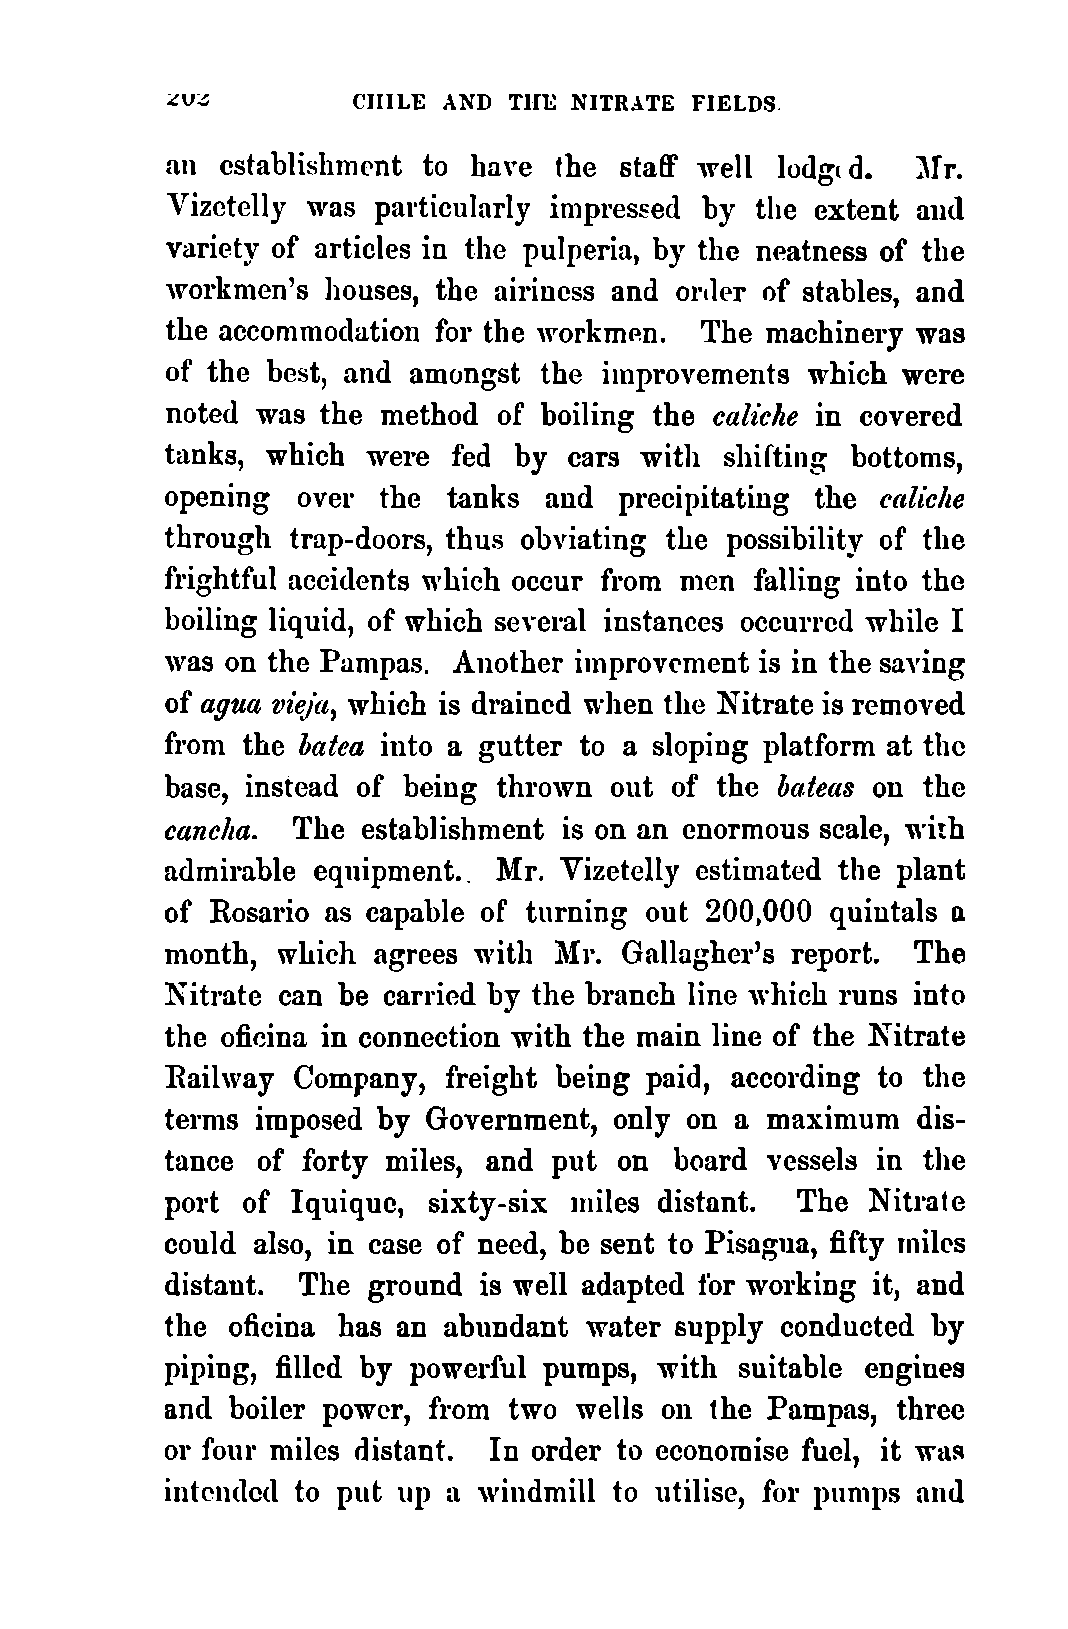 202 CHILE AND THE NITRATE FIELDS.
an establishment to have the staff well lodged. Mr.
Vizetelly was particularly impressed by the extent and
variety of articles in the pulperia, by the neatness of the
workmen's houses, the airiness and order of stables, and
the accommodation for the workmen. The machinery was
of the best, and amongst the improvements which were
noted was the method of boiling the caliche in covered
tanks, which were fed by cars with shifting bottoms,
opening over the tanks and precipitating the caliche
through trap-doors, thus obviating the possibility of the
frightful accidents which occur from men falling into the
boiling liquid, of which several instances occurred while I
was on the Pampas. Another improvement is in the saving
of agua vieja, which is drained when the Nitrate is removed
from the batea into a gutter to a sloping platform at the
base, instead of being thrown out of the bateas on the
cancha. The establishment is on an enormous scale, with
admirable equipment.. Mr. Vizetelly estimated the plant
of Rosario as capable of turning out 200,000 quintals a
month, which agrees with Mr. Gallagher's report. The
Nitrate can be carried by the branch line which runs into
the oficina in connection with the main line of the Nitrate
Railway Company, freight being paid, according to the
terms imposed by Government, only on a maximum dis-
tance of forty miles, and put on board vessels in the
port of Iquique, sixty-six miles distant. The Nitrate
could also, in case of need, be sent to Pisagua, fifty miles
distant. The ground is well adapted for working it, and
the oficina has an abundant water supply conducted by
piping, filled by powerful pumps, with suitable engines
and boiler power, from two wells on the Pampas, three
or four miles distant. In order to economise fuel, it was
intended to put up a windmill to utilise, for pumps and